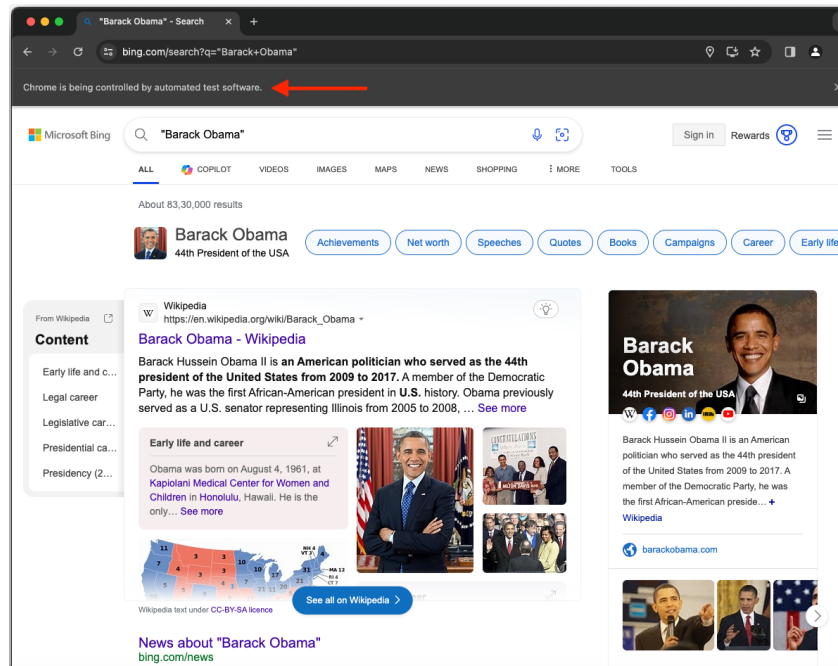 "Barack Obama" - Search
bing.com/search?q="Barack+Obama"
Chrome is being controlled by automated test software.
Microsoft Bing
"Barack Obama"
Sign in
Rewards
ALL
COPILOT
VIDEOS
IMAGES
MAPS
NEWS
SHOPPING
MORE
TOOLS
About 83,30,000 results
Barack Obama
44th President of the USA
Achievements
Net worth
Speeches
Quotes
Books
Campaigns
Career
Early life
From Wikipedia
Content
Early life and c...
Legal career
Legislative car...
Presidential ca...
Presidency (2...
W
Wikipedia
https://en.wikipedia.org/wiki/Barack_Obama
Barack Obama - Wikipedia
Barack Hussein Obama II is an American politician who served as the 44th
president of the United States from 2009 to 2017. A member of the Democratic
Party, he was the first African-American president in U.S. history. Obama previously
served as a U.S. senator representing Illinois from 2005 to 2008, … See more
Early life and career
Obama was born on August 4, 1961, at
Kapiolani Medical Center for Women and
Children in Honolulu, Hawaii. He is the
only… See more
Wikipedia text under CC-BY-SA licence
See all on Wikipedia
News about "Barack Obama"
bing.com/news
Barack
Obama
44th President of the USA
Barack Hussein Obama II is an American
politician who served as the 44th president
of the United States from 2009 to 2017. A
member of the Democratic Party, he was
the first African-American preside… +
Wikipedia
barackobama.com